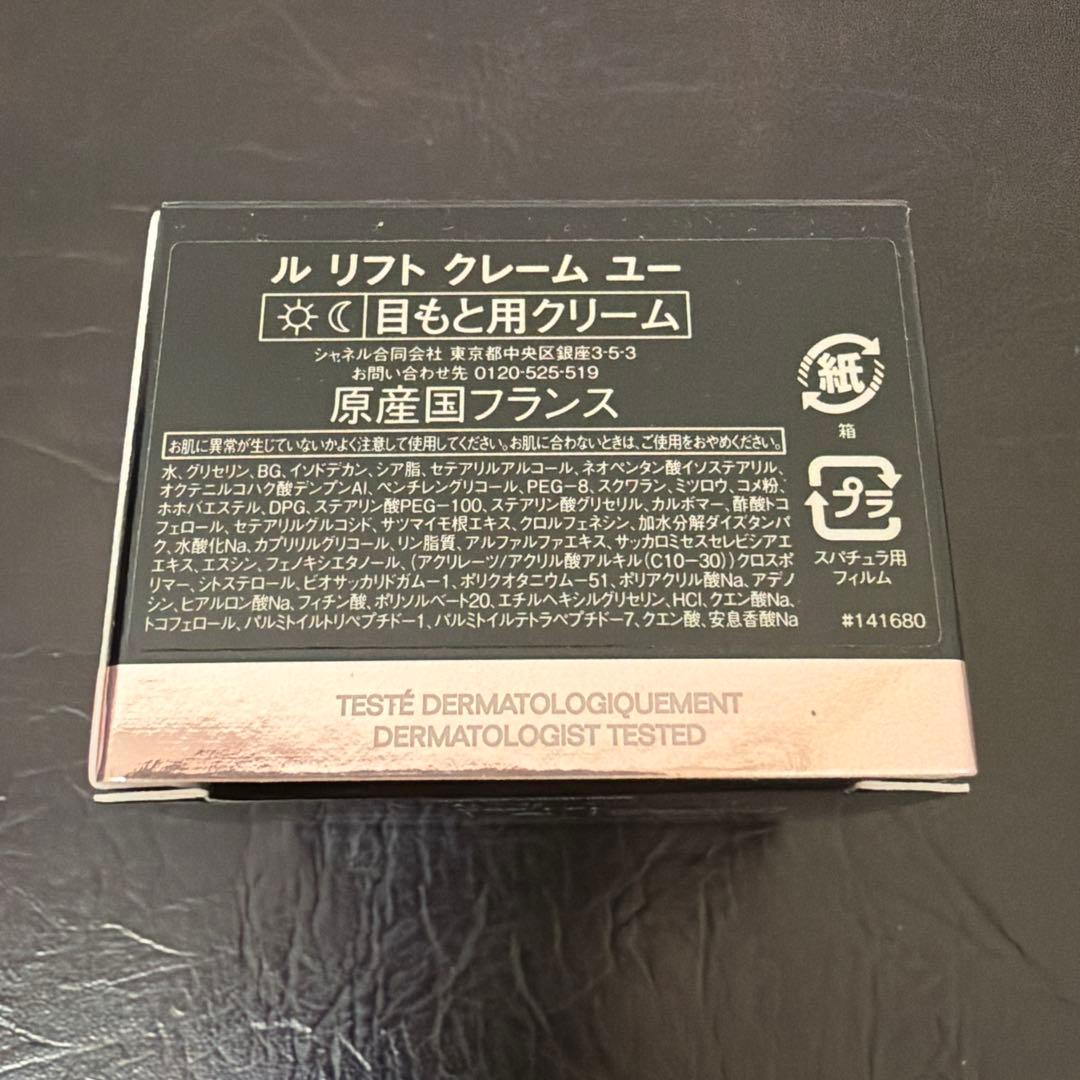 ル リフト クレーム ユー
目もと用クリーム
シャネル合同会社 東京都中央区銀座3-5-3
お問い合わせ先 0120-525-519
原産国フランス
お肌に異常が生じていないかよく注意して使用してください。お肌に合わないときは、ご使用をおやめください。
水、グリセリン、BG、イソドデカン、シア脂、セテアリルアルコール、ネオペンタン酸イソステアリル、
オクテニルコハク酸デンプンAl、ペンチレングリコール、PEG-8、スクワラン、ミツロウ、コメ粉、
ホホバエステル、DPG、ステアリン酸PEG-100、ステアリン酸グリセリル、カルボマー、酢酸トコ
フェロール、セテアリルグルコシド、サツマイモ根エキス、クロルフェネシン、加水分解ダイズタンパ
ク、水酸化Na、カプリリルグリコール、リン脂質、アルファルファエキス、サッカロミセスセレビシアエ
エキス、エスシン、フェノキシエタノール、(アクリレーツ/アクリル酸アルキル(C10-30))クロスポ
リマー、シトステロール、ビオサッカリドガム-1、ポリクオタニウム-51、ポリアクリル酸Na、アデノ
シン、ヒアルロン酸Na、フィチン酸、ポリソルベート20、エチルヘキシルグリセリン、HCl、クエン酸Na、
トコフェロール、パルミトイルトリペプチド-1、パルミトイルテトラペプチド-7、クエン酸、安息香酸Na
紙
箱
プラ
スパチュラ用
フィルム
#141680
TESTÉ DERMATOLOGIQUEMENT
DERMATOLOGIST TESTED